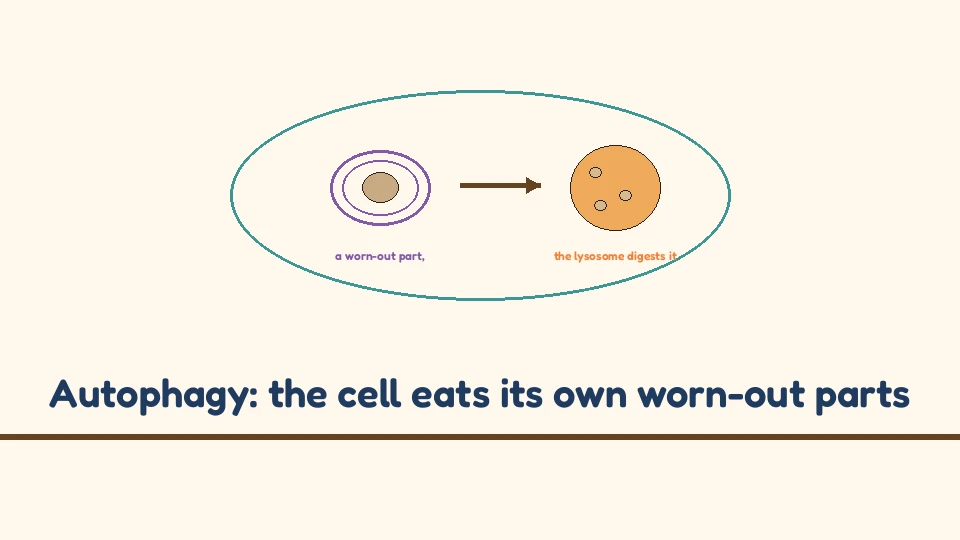 a worn-out part,
the lysosome digests it
Autophagy: the cell eats its own worn-out parts